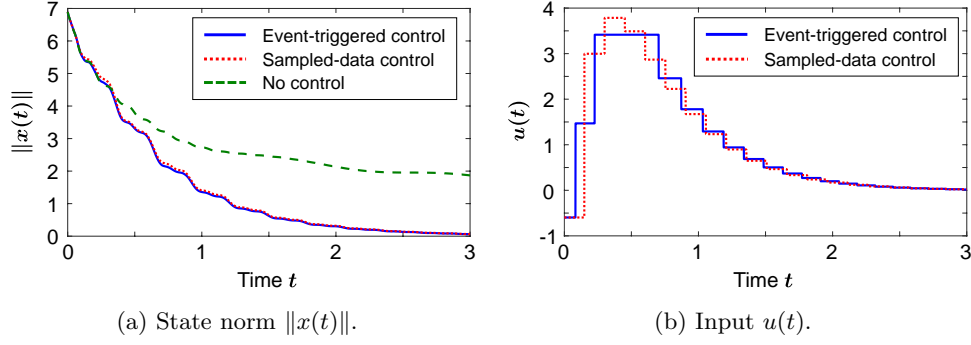 7
6
5
4
3
2
1
0
0
1
2
3
‖x(t)‖
Time t
Event-triggered control
Sampled-data control
No control
(a) State norm ‖x(t)‖.
4
3
2
1
0
-1
0
1
2
3
u(t)
Time t
Event-triggered control
Sampled-data control
(b) Input u(t).